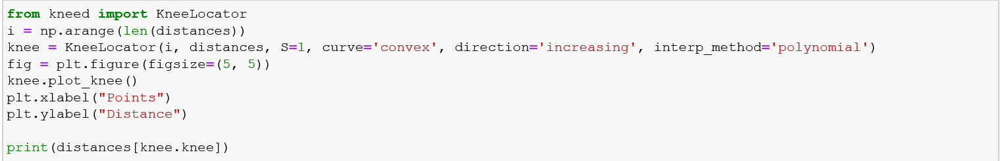 from kneed import KneeLocator
i = np.arange(len(distances))
knee = KneeLocator(i, distances, S=1, curve='convex', direction='increasing', interp_method='polynomial')
fig = plt.figure(figsize=(5, 5))
knee.plot_knee()
plt.xlabel("Points")
plt.ylabel("Distance")

print(distances[knee.knee])